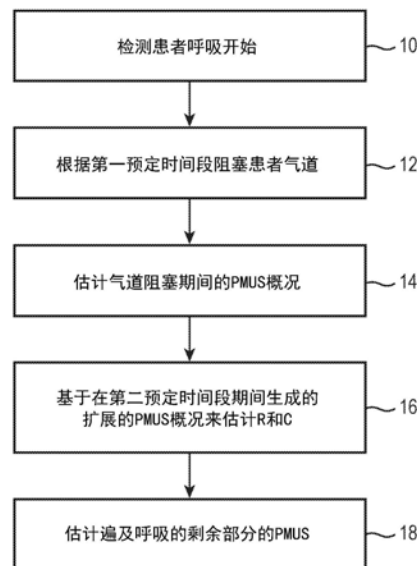 检测患者呼吸开始
10
根据第一预定时间段阻塞患者气道
12
估计气道阻塞期间的PMUS概况
14
基于在第二预定时间段期间生成的
扩展的PMUS概况来估计R和C
16
估计遍及呼吸的剩余部分的PMUS
18